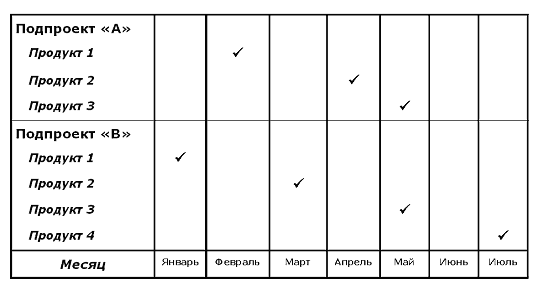 Подпроект «А»
Продукт 1 ✓
Продукт 2 ✓
Продукт 3 ✓
Подпроект «В»
Продукт 1 ✓
Продукт 2 ✓
Продукт 3 ✓
Продукт 4 ✓
Месяц Январь Февраль Март Апрель Май Июнь Июль